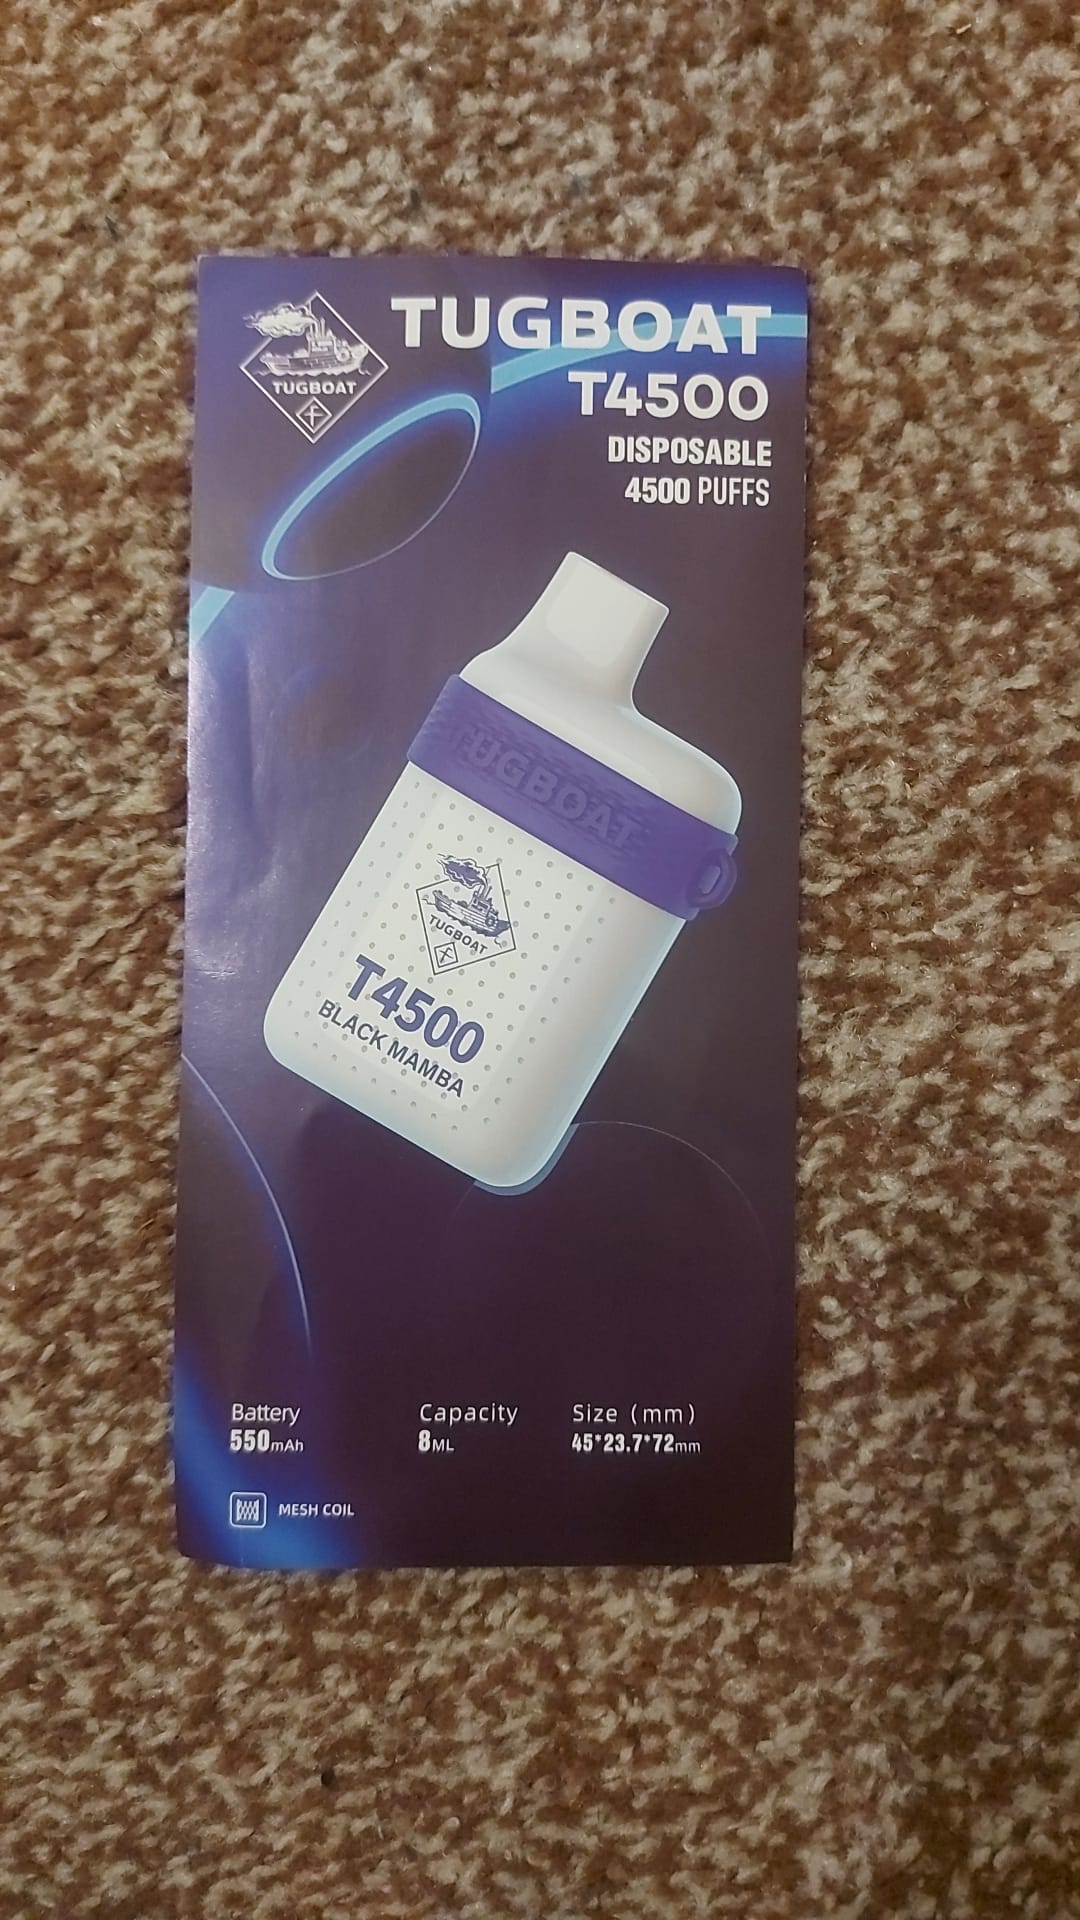 TUGBOAT
TUGBOAT
T4500
DISPOSABLE
4500 PUFFS
TUGBOAT
TUGBOAT
T4500
BLACK MAMBA
Battery
550mAh
Capacity
8ML
Size (mm)
45*23.7*72mm
MESH COIL